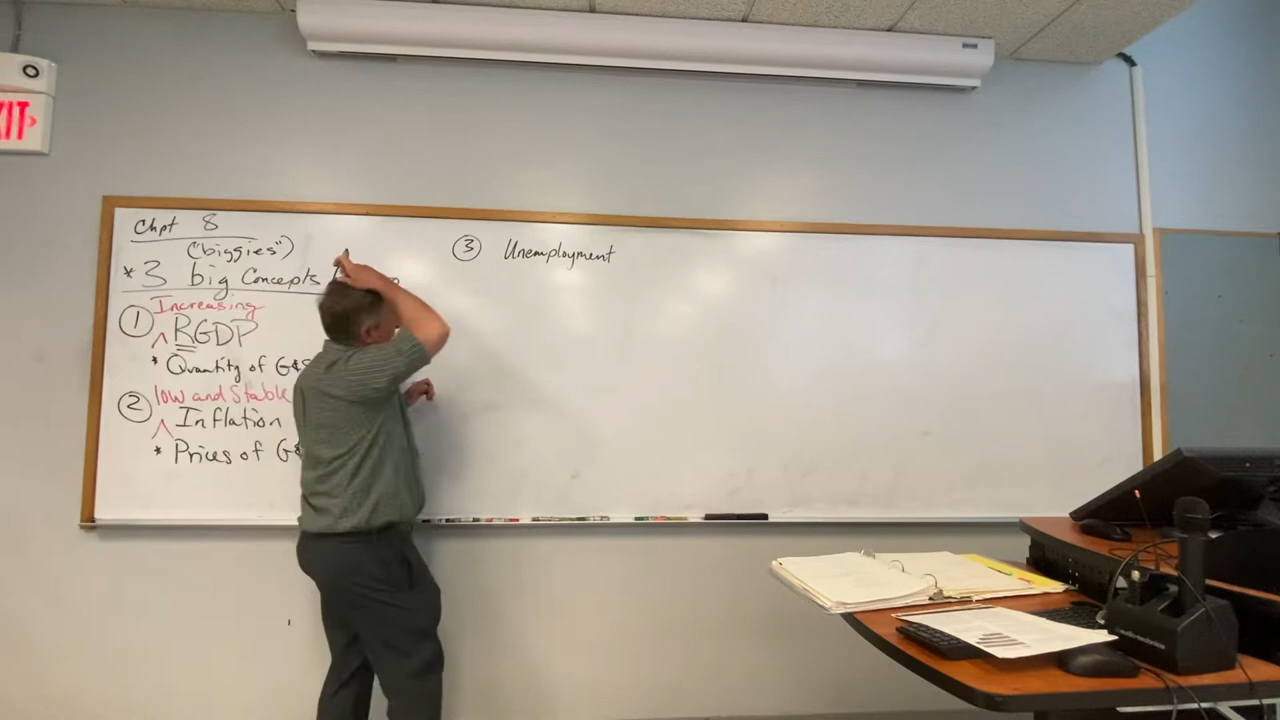 XIT>
Chpt 8
("biggies")
*3 big Concepts
Increasing
① ^ RGDP
* Quantity of G&S
low and Stable
② ^ Inflation
* Prices of G&
③ Unemployment